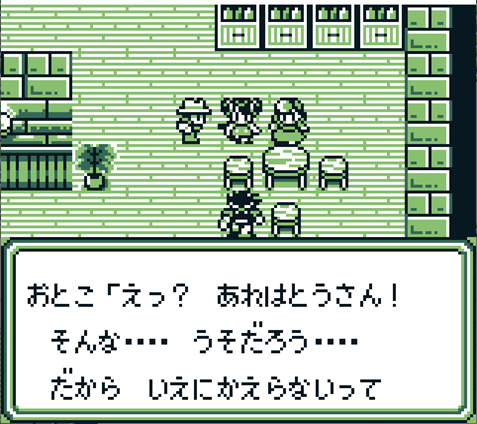 おとこ「えっ？　あれはとうさん！
そんな‥‥　うそだろう‥‥
だから　いえにかえらないって